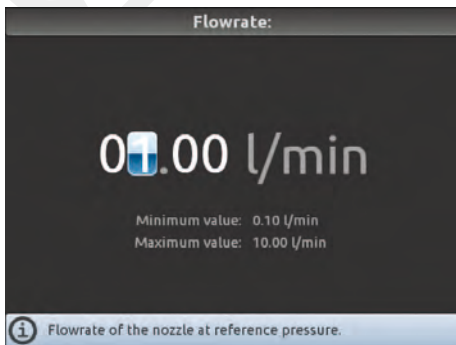 Flowrate:
01.00 l/min
Minimum value: 0.10 l/min
Maximum value: 10.00 l/min
Flowrate of the nozzle at reference pressure.